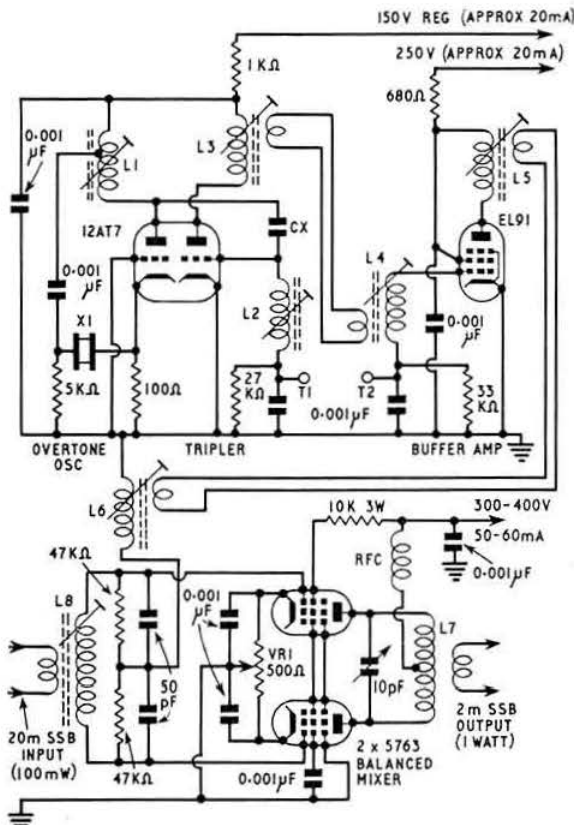 150V REG (APPROX 20mA)
250V (APPROX 20mA)
1KΩ
680Ω
0·001
μF
L1
L3
L5
12AT7
CX
EL91
L4
0·001
μF
L2
X1
0·001
μF
5KΩ
100Ω
27
KΩ
T1
T2
0·001μF
33
KΩ
OVERTONE
OSC
TRIPLER
BUFFER AMP
L6
10K 3W
300-400V
50-60mA
47KΩ
RFC
0·001μF
L8
0·001
μF
L7
VR1
500Ω
50
pF
10pF
20m SSB
INPUT
(100mW)
47KΩ
0·001μF
2 x 5763
BALANCED
MIXER
2m SSB
OUTPUT
(1 WATT)